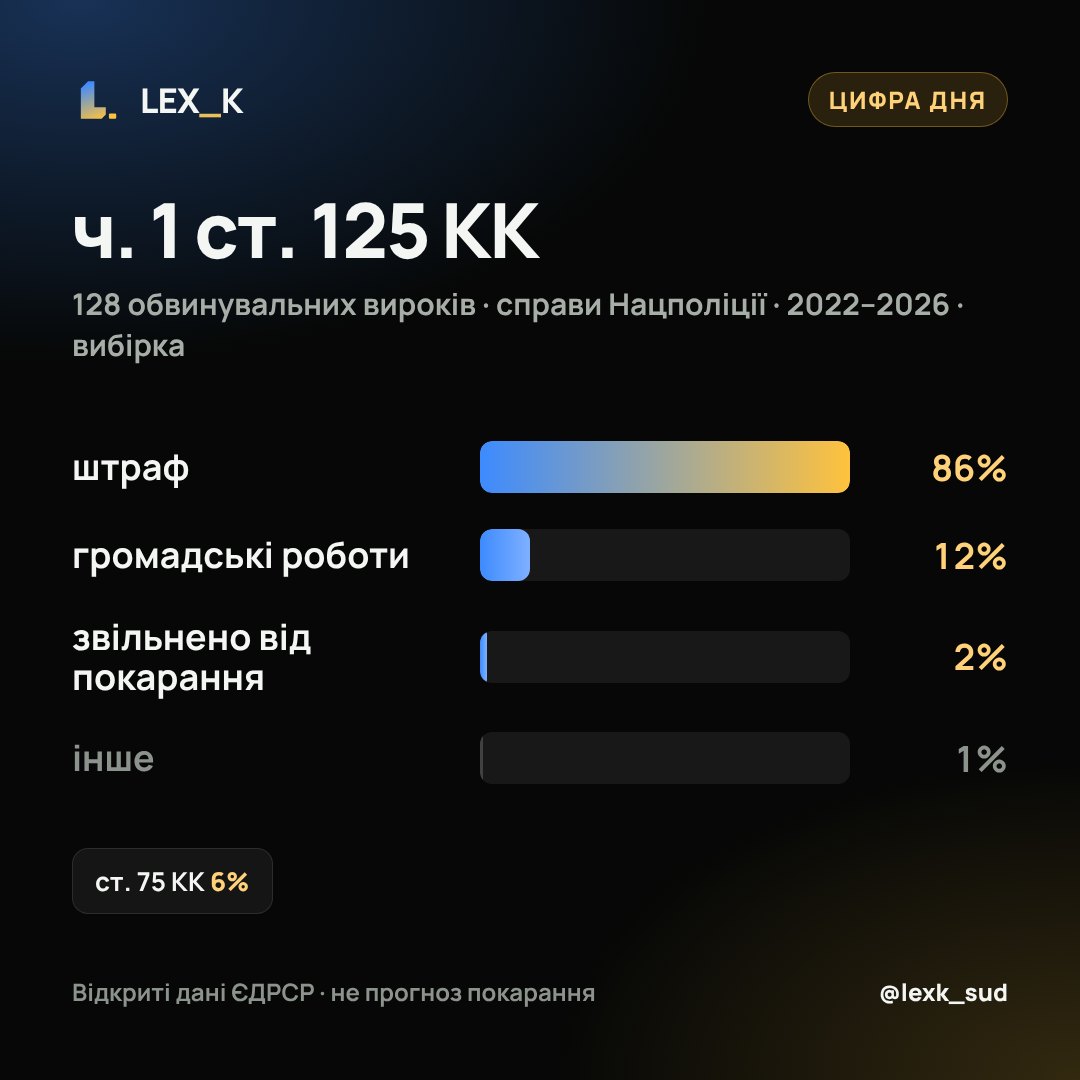 LEX_K
ЦИФРА ДНЯ
ч. 1 ст. 125 КК
128 обвинувальних вироків · справи Нацполіції · 2022–2026 ·
вибірка
штраф 86%
громадські роботи 12%
звільнено від
покарання 2%
інше 1%
ст. 75 КК 6%
Відкриті дані ЄДРСР · не прогноз покарання
@lexk_sud